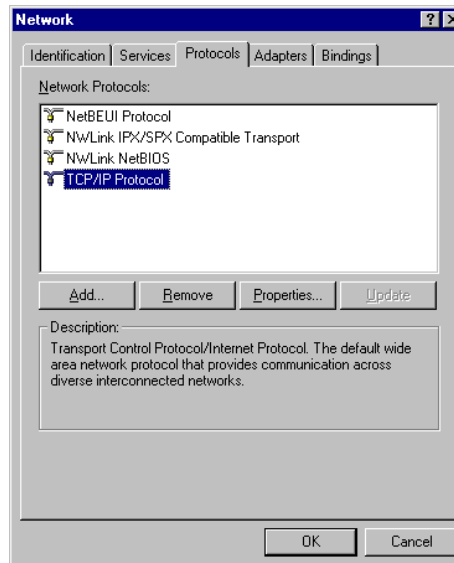 Network
Identification Services Protocols Adapters Bindings
Network Protocols:
NetBEUI Protocol
NWLink IPX/SPX Compatible Transport
NWLink NetBIOS
TCP/IP Protocol
Add... Remove Properties... Update
Description:
Transport Control Protocol/Internet Protocol. The default wide
area network protocol that provides communication across
diverse interconnected networks.
OK Cancel